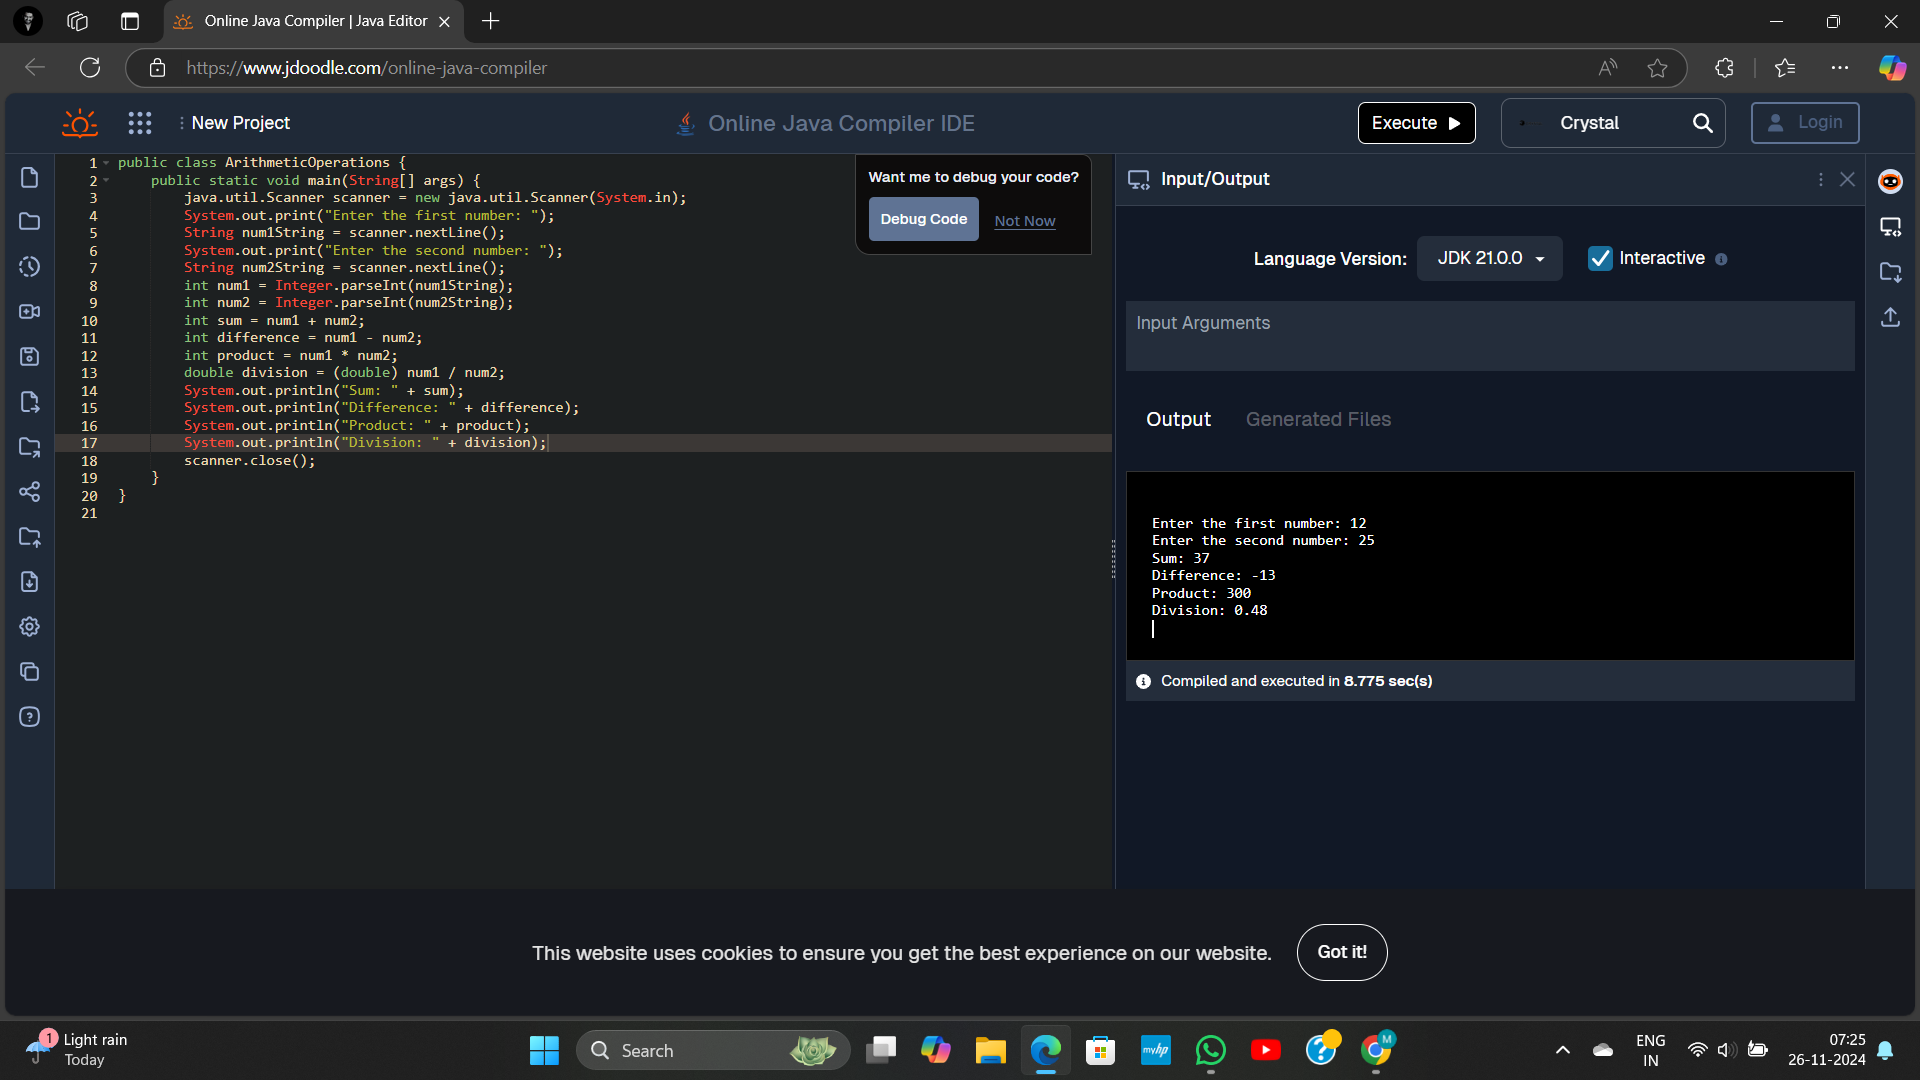 Online Java Compiler | Java Editor
https://www.jdoodle.com/online-java-compiler
New Project
Online Java Compiler IDE
Execute
Crystal
Login
1 public class ArithmeticOperations {
2 public static void main(String[] args) {
3 java.util.Scanner scanner = new java.util.Scanner(System.in);
4 System.out.print("Enter the first number: ");
5 String num1String = scanner.nextLine();
6 System.out.print("Enter the second number: ");
7 String num2String = scanner.nextLine();
8 int num1 = Integer.parseInt(num1String);
9 int num2 = Integer.parseInt(num2String);
10 int sum = num1 + num2;
11 int difference = num1 - num2;
12 int product = num1 * num2;
13 double division = (double) num1 / num2;
14 System.out.println("Sum: " + sum);
15 System.out.println("Difference: " + difference);
16 System.out.println("Product: " + product);
17 System.out.println("Division: " + division);
18 scanner.close();
19 }
20 }
21
Want me to debug your code?
Debug Code
Not Now
Input/Output
Language Version:
JDK 21.0.0
Interactive
Input Arguments
Output
Generated Files
Enter the first number: 12
Enter the second number: 25
Sum: 37
Difference: -13
Product: 300
Division: 0.48
Compiled and executed in 8.775 sec(s)
This website uses cookies to ensure you get the best experience on our website.
Got it!
1
Light rain
Today
Search
myhp
M
ENG
IN
07:25
26-11-2024